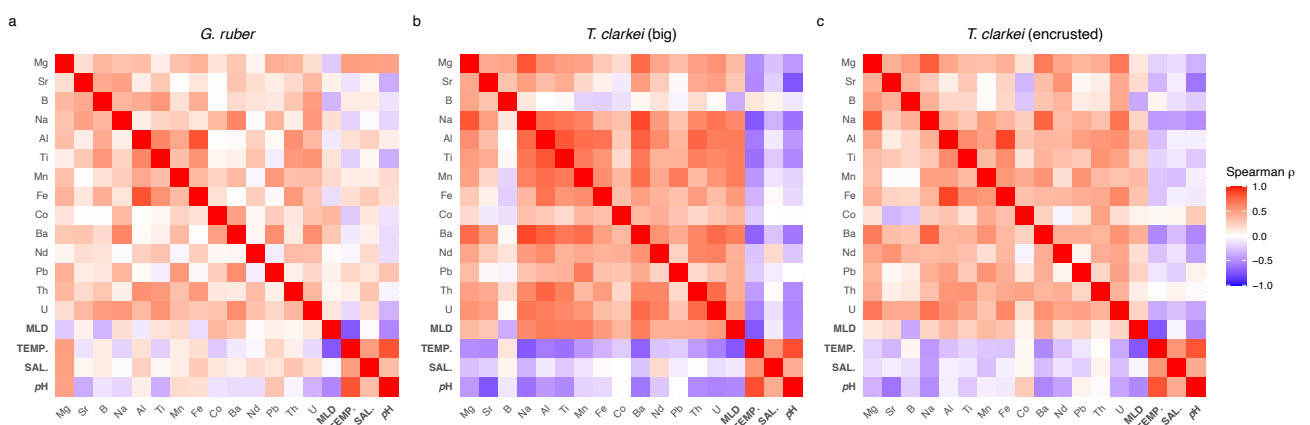 a
G. ruber
b
T. clarkei (big)
c
T. clarkei (encrusted)
Mg
Sr
B
Na
Al
Ti
Mn
Fe
Co
Ba
Nd
Pb
Th
U
MLD
TEMP.
SAL.
pH
Mg Sr B Na Al Ti Mn Fe Co Ba Nd Pb Th U MLD TEMP. SAL. pH
Mg
Sr
B
Na
Al
Ti
Mn
Fe
Co
Ba
Nd
Pb
Th
U
MLD
TEMP.
SAL.
pH
Mg Sr B Na Al Ti Mn Fe Co Ba Nd Pb Th U MLD TEMP. SAL. pH
Mg
Sr
B
Na
Al
Ti
Mn
Fe
Co
Ba
Nd
Pb
Th
U
MLD
TEMP.
SAL.
pH
Mg Sr B Na Al Ti Mn Fe Co Ba Nd Pb Th U MLD TEMP. SAL. pH
Spearman ρ
1.0
0.5
0.0
−0.5
−1.0